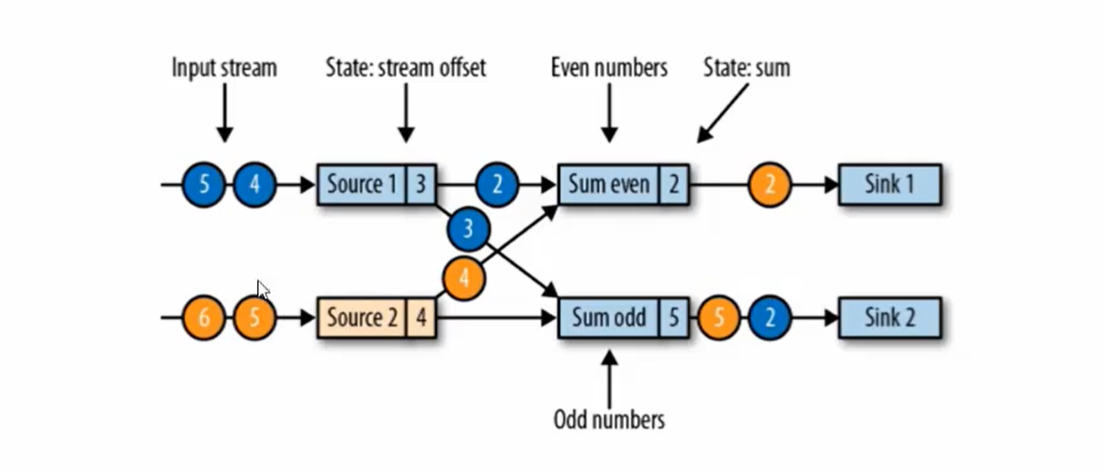 Input stream
State: stream offset
Even numbers
State: sum
5 4 Source 1 3 2 Sum even 2 2 Sink 1
3
4
6 5 Source 2 4 Sum odd 5 5 2 Sink 2
Odd numbers